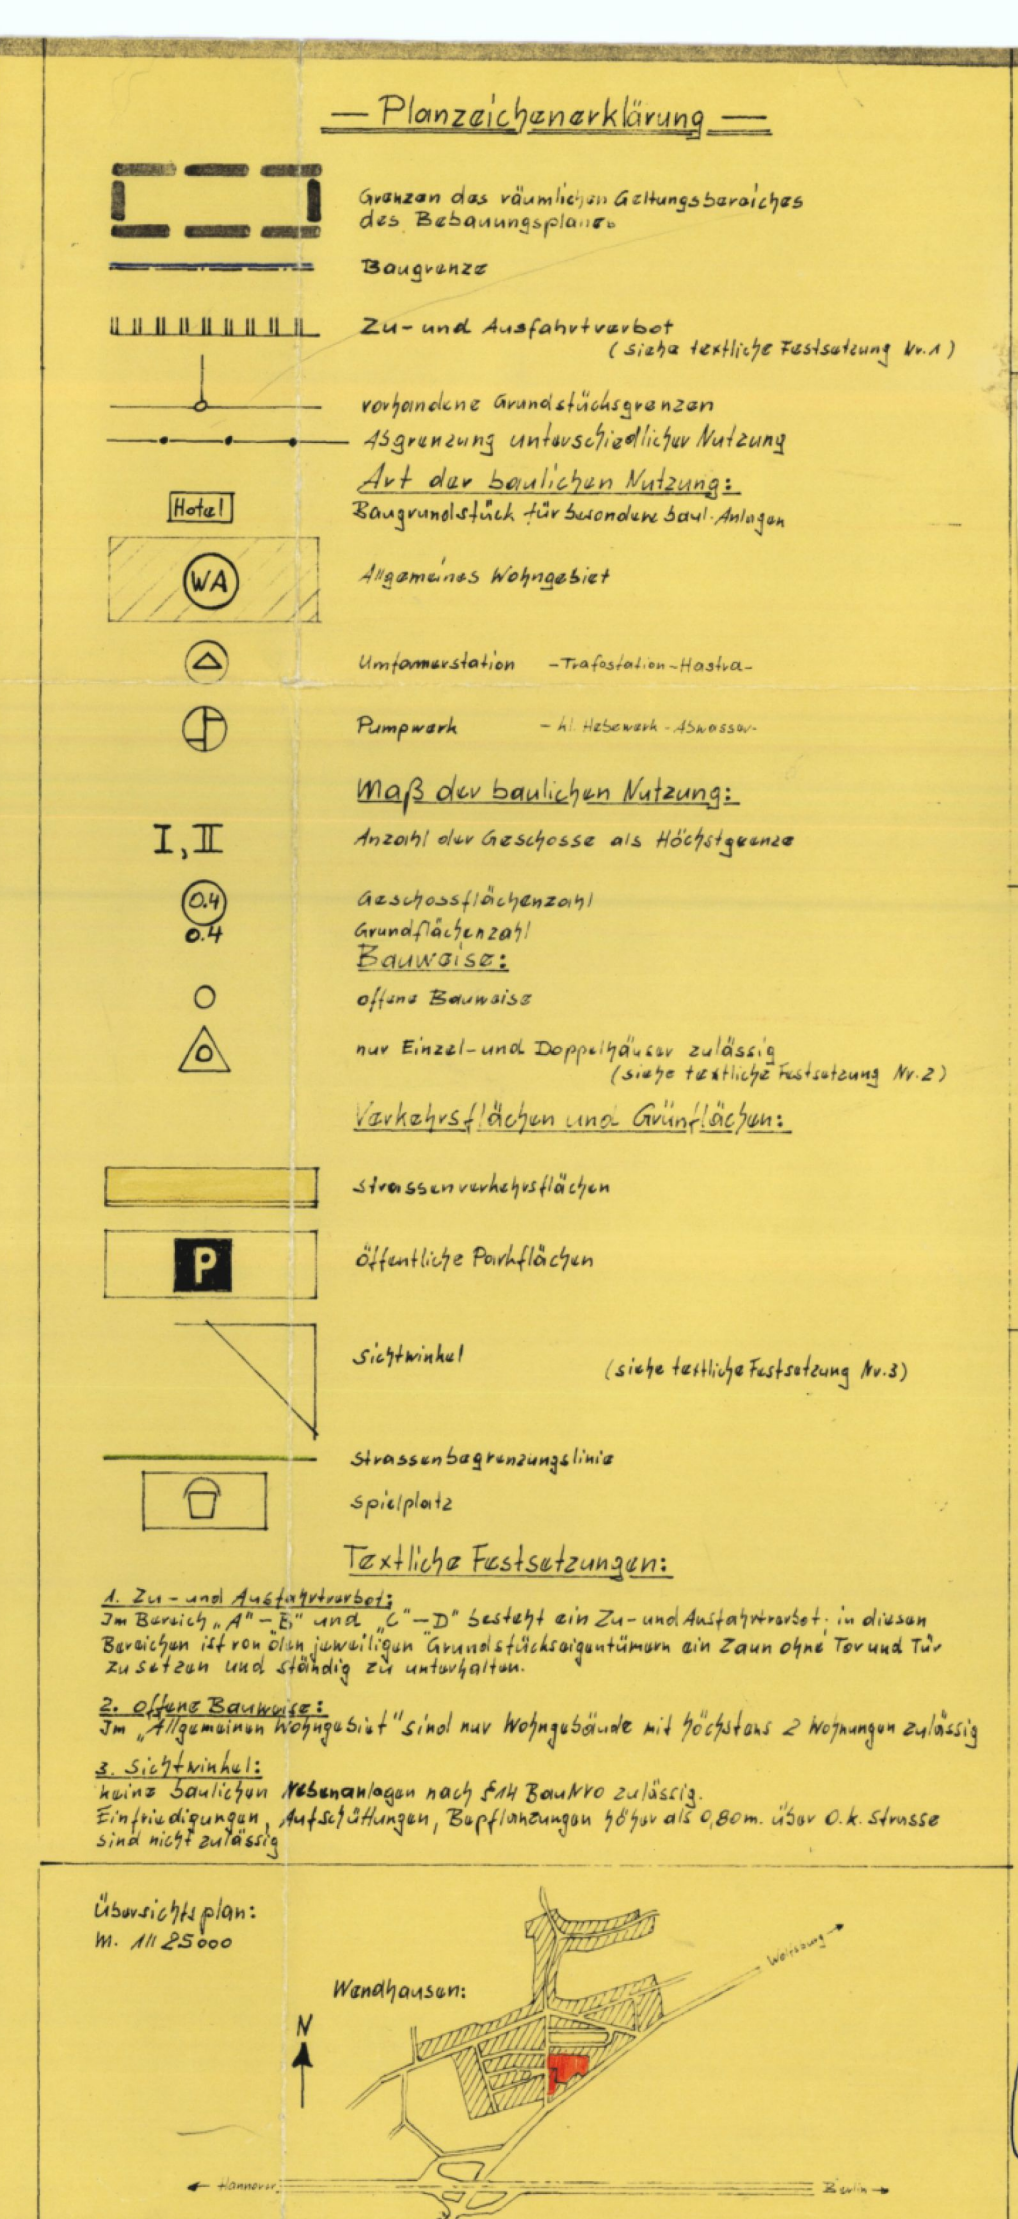 — Planzeichenerklärung —
Grenzen des räumlichen Geltungsbereiches
des Bebauungsplanes
Baugrenze
Zu- und Ausfahrtverbot
(siehe textliche Festsetzung Nr. 1)
vorhandene Grundstücksgrenzen
Abgrenzung unterschiedlicher Nutzung
Art der baulichen Nutzung:
Hotel Baugrundstück für besondere baul. Anlagen
WA Allgemeines Wohngebiet
Umformerstation -Trafostation-Hastra-
Pumpwerk - kl. Hebewerk - Abwasser-
Maß der baulichen Nutzung:
I, II Anzahl der Geschosse als Höchstgrenze
0.4 Geschossflächenzahl
0.4 Grundflächenzahl
Bauweise:
o offene Bauweise
nur Einzel- und Doppelhäuser zulässig
(siehe textliche Festsetzung Nr. 2)
Verkehrsflächen und Grünflächen:
Strassenverkehrsflächen
P öffentliche Parkflächen
Sichtwinkel (siehe textliche Festsetzung Nr. 3)
Strassenbegrenzungslinie
Spielplatz
Textliche Festsetzungen:
1. Zu- und Ausfahrtverbot:
Im Bereich „A"-B" und „C"-D" besteht ein Zu- und Ausfahrtverbot. in diesen
Bereichen ist von den jeweiligen Grundstückseigentümern ein Zaun ohne Tor und Tür
zu setzen und ständig zu unterhalten.
2. Offene Bauweise:
Im „Allgemeinen Wohngebiet" sind nur Wohngebäude mit höchstens 2 Wohnungen zulässig
3. Sichtwinkel:
keine baulichen Nebenanlagen nach §14 BauNVO zulässig.
Einfriedigungen, Aufschüttungen, Bepflanzungen höher als 0,80m. über O.k. Strasse
sind nicht zulässig
Übersichtsplan:
M. 1:25000
Wolfsburg
Wendhausen:
N
Hannover Berlin